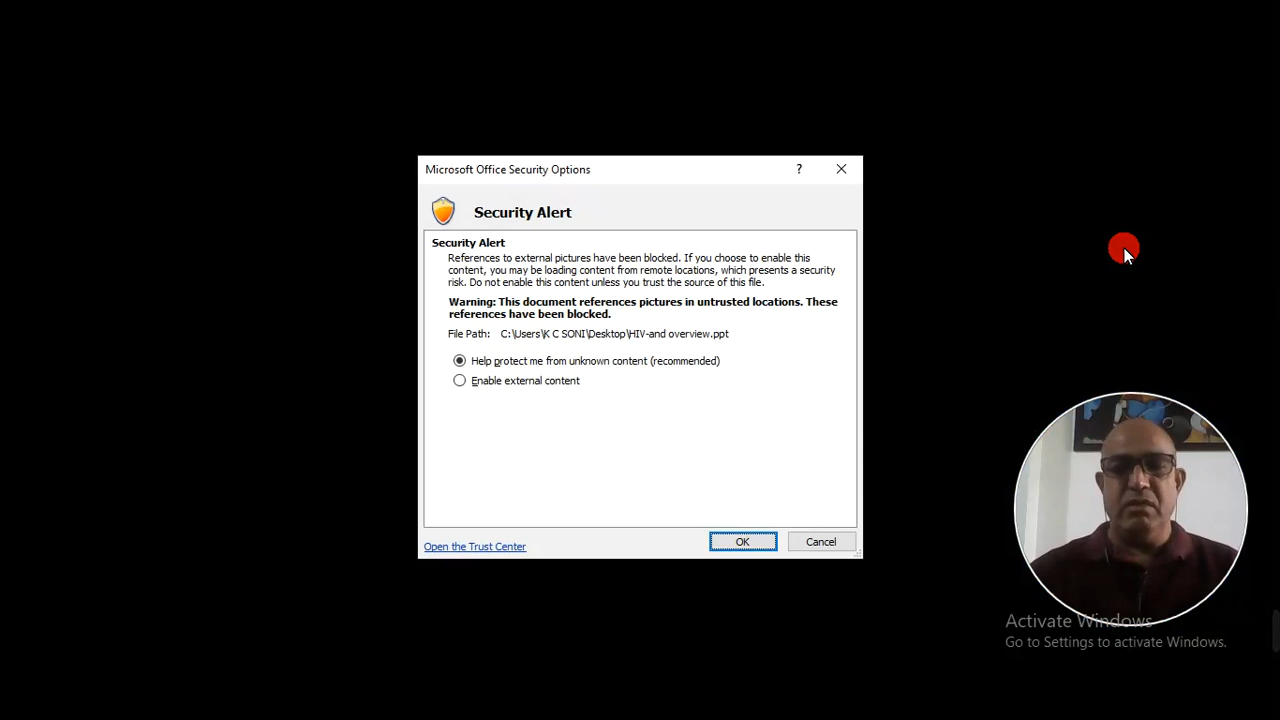 Microsoft Office Security Options
?
Security Alert
Security Alert
References to external pictures have been blocked. If you choose to enable this
content, you may be loading content from remote locations, which presents a security
risk. Do not enable this content unless you trust the source of this file.
Warning: This document references pictures in untrusted locations. These
references have been blocked.
File Path: C:\Users\K C SONI\Desktop\HIV-and overview.ppt
Help protect me from unknown content (recommended)
Enable external content
Open the Trust Center
OK
Cancel
Activate Windows
Go to Settings to activate Windows.